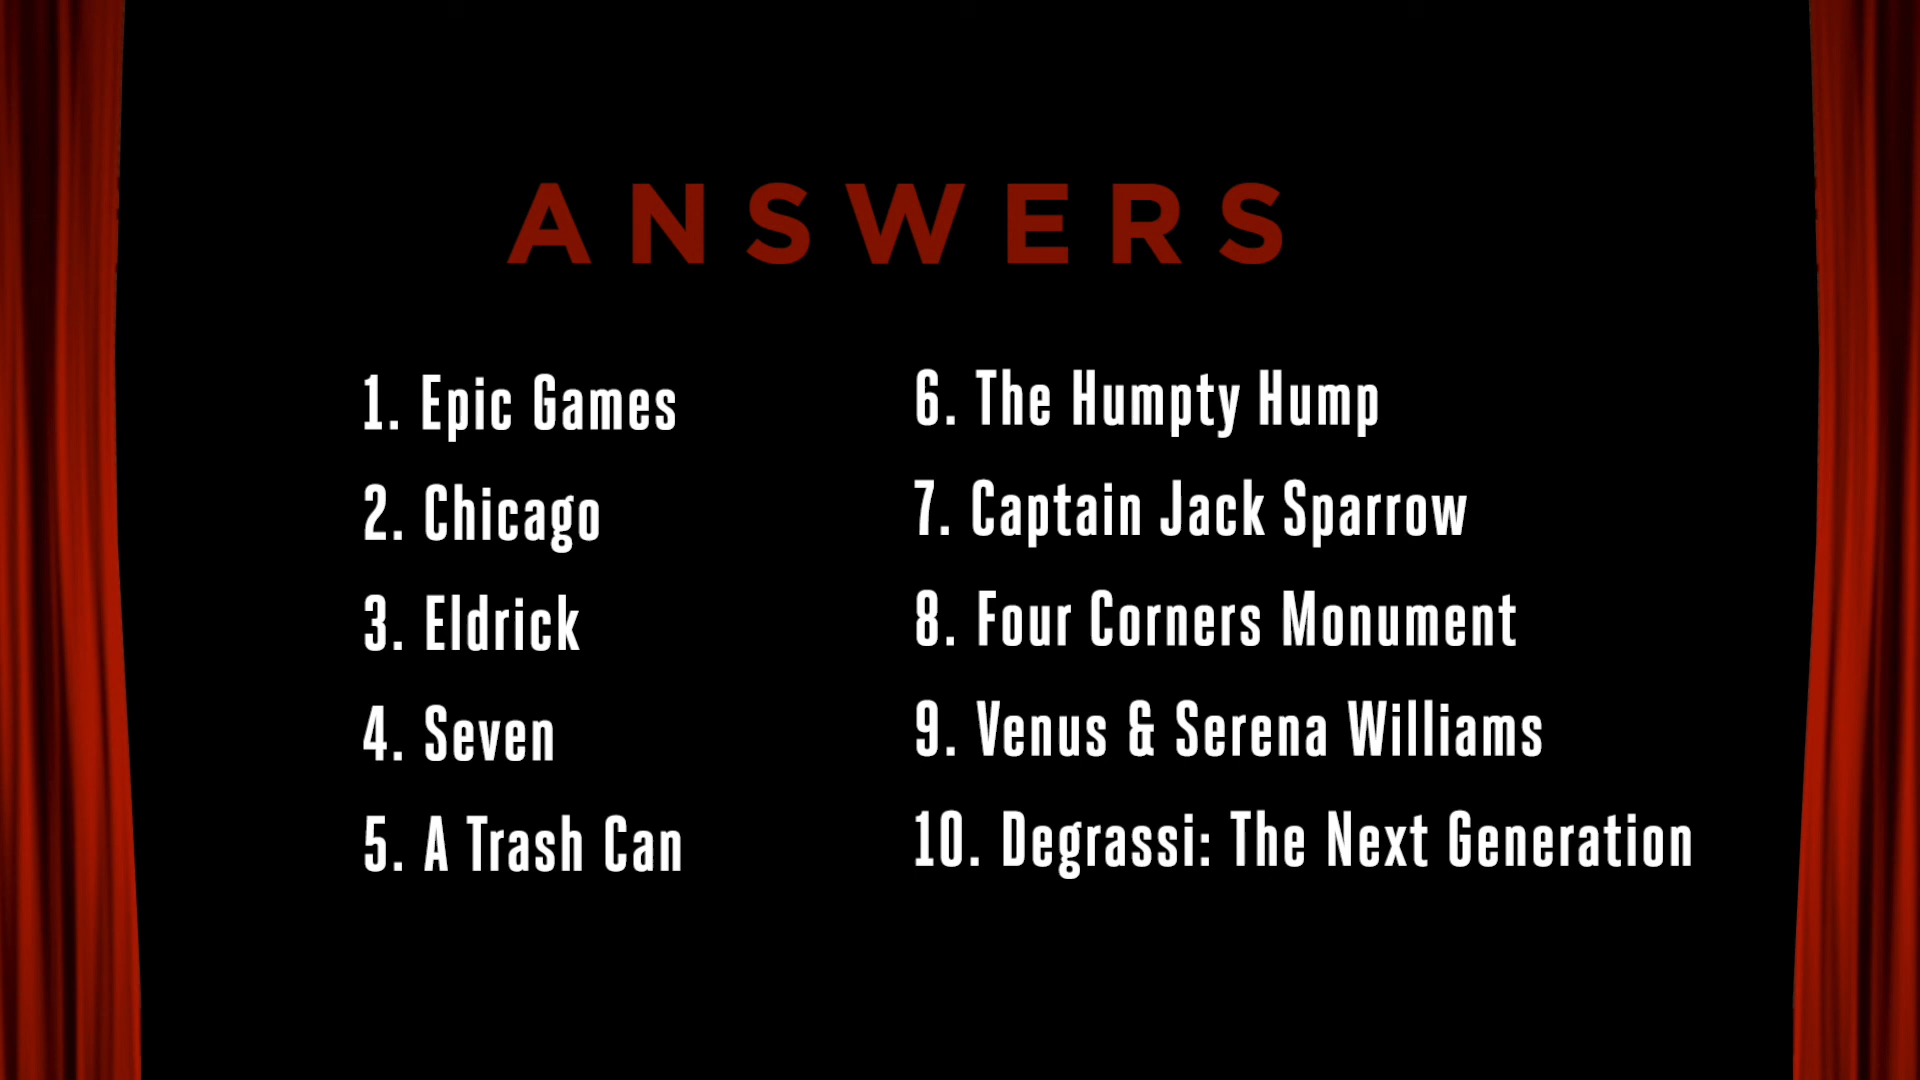 ANSWERS
1. Epic Games
2. Chicago
3. Eldrick
4. Seven
5. A Trash Can
6. The Humpty Hump
7. Captain Jack Sparrow
8. Four Corners Monument
9. Venus & Serena Williams
10. Degrassi: The Next Generation